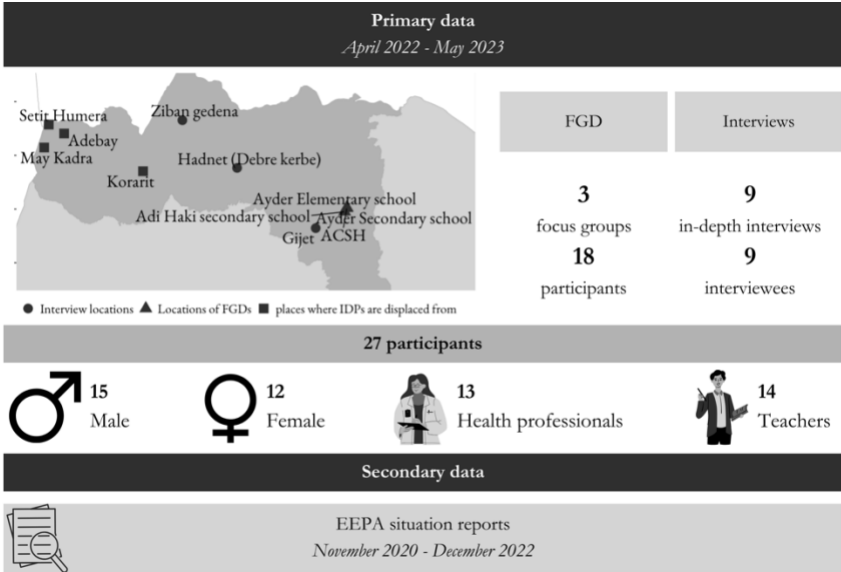 Primary data
April 2022 - May 2023
Setit Humera
Ziban gedena
Adebay
May Kadra
Hadnet (Debre kerbe)
Korarit
Ayder Elementary school
Adi Haki secondary school
Ayder Secondary school
Gijet
ACSH
Interview locations
Locations of FGDs
places where IDPs are displaced from
FGD
Interviews
3
focus groups
18
participants
9
in-depth interviews
9
interviewees
27 participants
15
Male
12
Female
13
Health professionals
14
Teachers
Secondary data
EEPA situation reports
November 2020 - December 2022